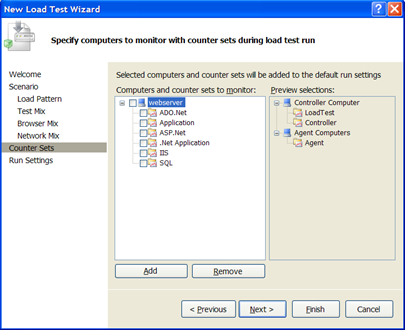 New Load Test Wizard
Specify computers to monitor with counter sets during load test run
Welcome
Scenario
Load Pattern
Test Mix
Browser Mix
Network Mix
Counter Sets
Run Settings
Selected computers and counter sets will be added to the default run settings
Computers and counter sets to monitor:
webserver
ADO.Net
Application
ASP.Net
.Net Application
IIS
SQL
Preview selections:
Controller Computer
LoadTest
Controller
Agent Computers
Agent
Add
Remove
< Previous
Next >
Finish
Cancel